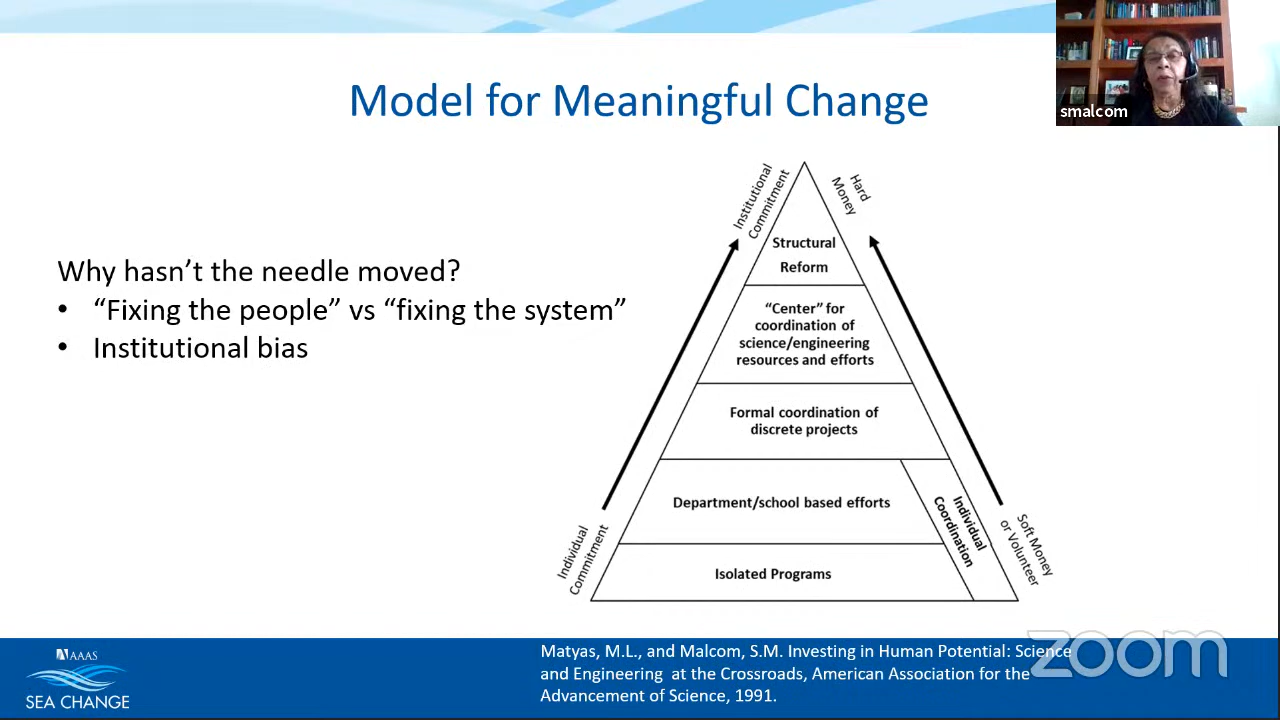 Model for Meaningful Change
smalcom
Why hasn’t the needle moved?
• “Fixing the people” vs “fixing the system”
• Institutional bias
Institutional
Commitment
Hard
Money
Structural
Reform
“Center” for
coordination of
science/engineering
resources and efforts
Formal coordination of
discrete projects
Department/school based efforts
Individual
Coordination
Isolated Programs
Individual
Commitment
Soft Money
or Volunteer
AAAS
SEA CHANGE
Matyas, M.L., and Malcom, S.M. Investing in Human Potential: Science
and Engineering at the Crossroads, American Association for the
Advancement of Science, 1991.
zoom